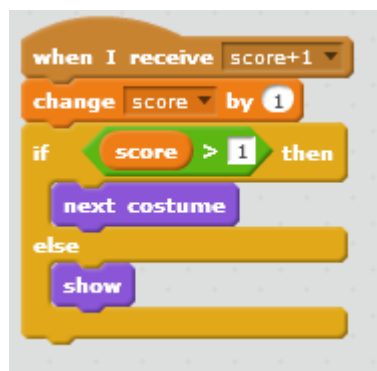 when I receive score+1
change score by 1
if score > 1 then
next costume
else
show